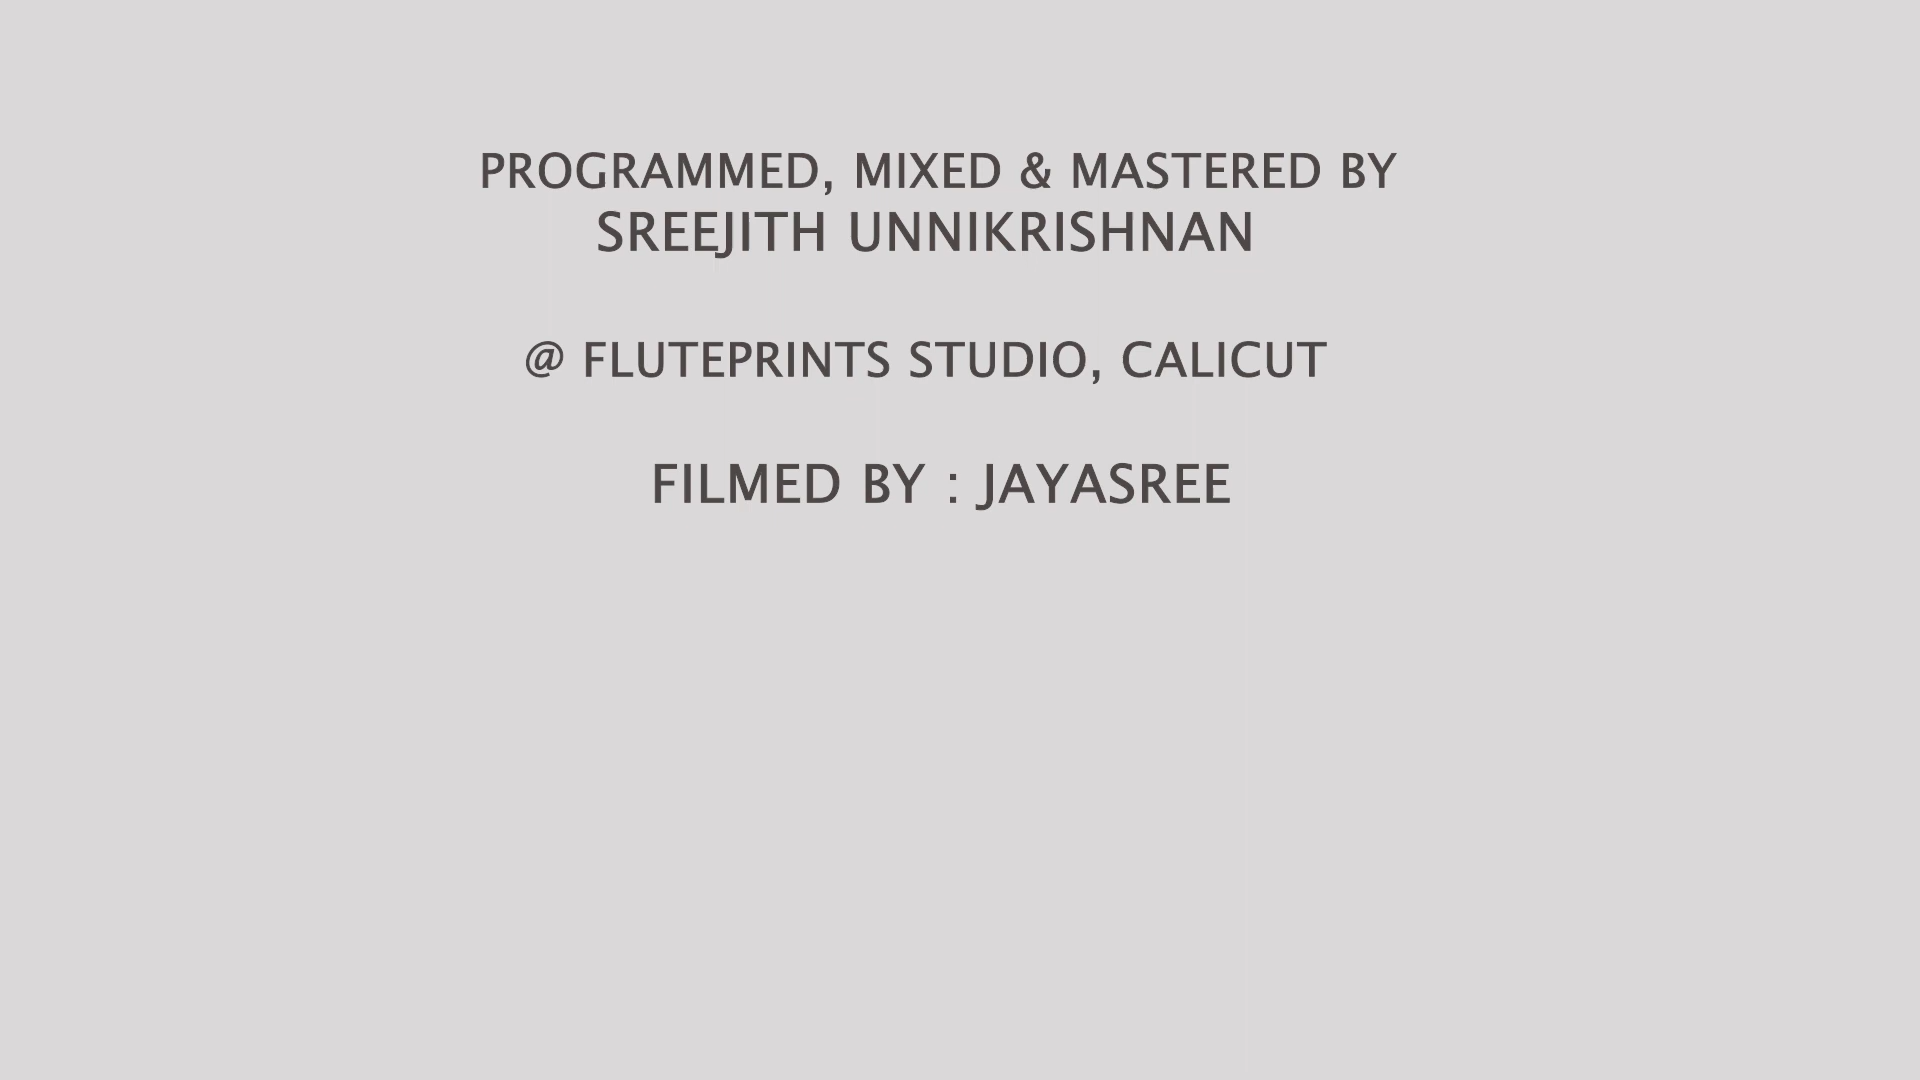 PROGRAMMED, MIXED & MASTERED BY
SREEJITH UNNIKRISHNAN
@ FLUTEPRINTS STUDIO, CALICUT
FILMED BY : JAYASREE